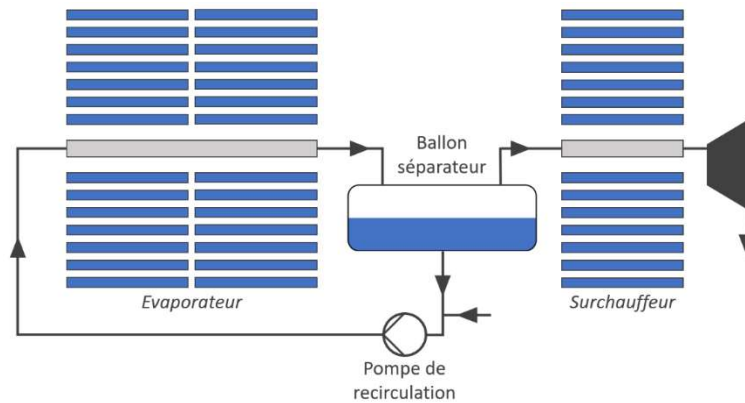 Ballon
séparateur
Evaporateur
Surchauffeur
Pompe de
recirculation